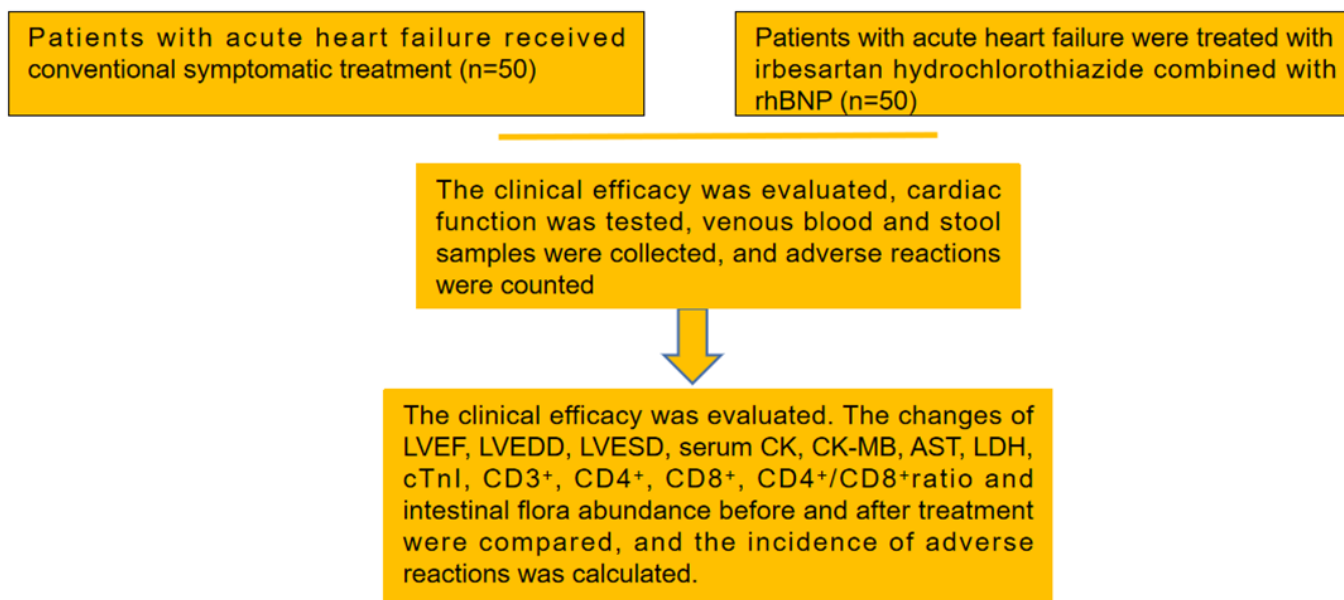 Patients with acute heart failure received
conventional symptomatic treatment (n=50)
Patients with acute heart failure were treated with
irbesartan hydrochlorothiazide combined with
rhBNP (n=50)
The clinical efficacy was evaluated, cardiac
function was tested, venous blood and stool
samples were collected, and adverse reactions
were counted
The clinical efficacy was evaluated. The changes of
LVEF, LVEDD, LVESD, serum CK, CK-MB, AST, LDH,
cTnI, CD3⁺, CD4⁺, CD8⁺, CD4⁺/CD8⁺ratio and
intestinal flora abundance before and after treatment
were compared, and the incidence of adverse
reactions was calculated.